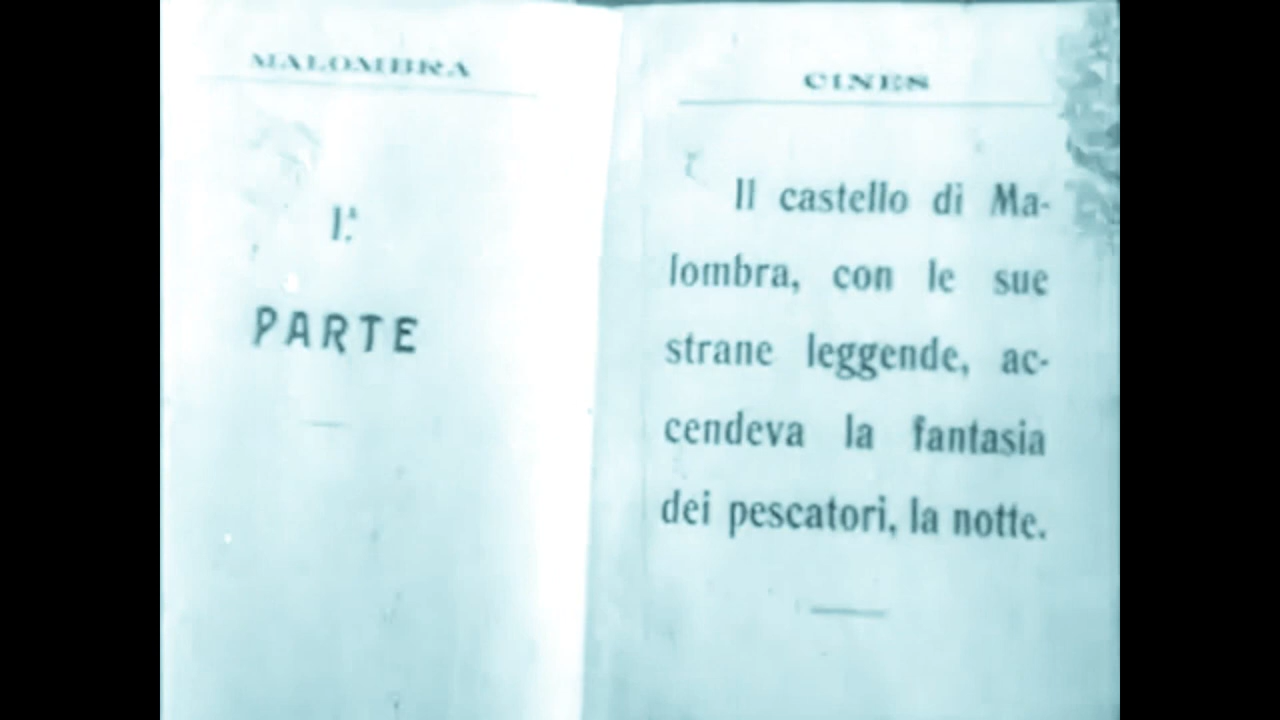 MALOMBRA
I.ª
PARTE
CINES
Il castello di Ma-
lombra, con le sue
strane leggende, ac-
cendeva la fantasia
dei pescatori, la notte.